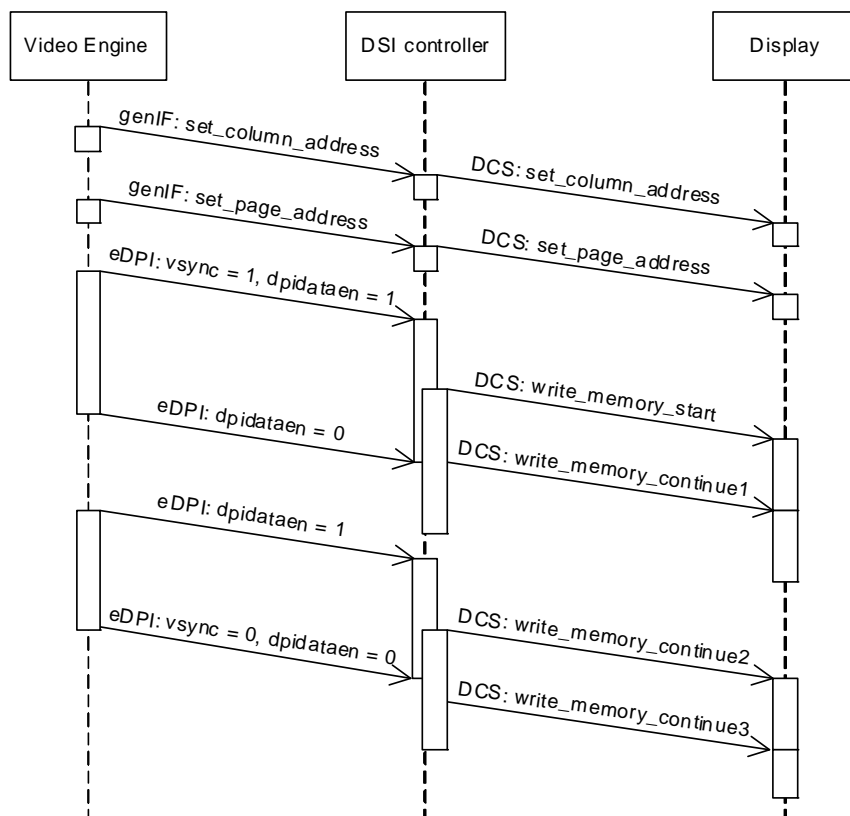 Video Engine
DSI controller
Display
genIF: set_column_address
DCS: set_column_address
genIF: set_page_address
DCS: set_page_address
eDPI: vsync = 1, dpidataen = 1
DCS: write_memory_start
eDPI: dpidataen = 0
DCS: write_memory_continue1
eDPI: dpidataen = 1
eDPI: vsync = 0, dpidataen = 0
DCS: write_memory_continue2
DCS: write_memory_continue3